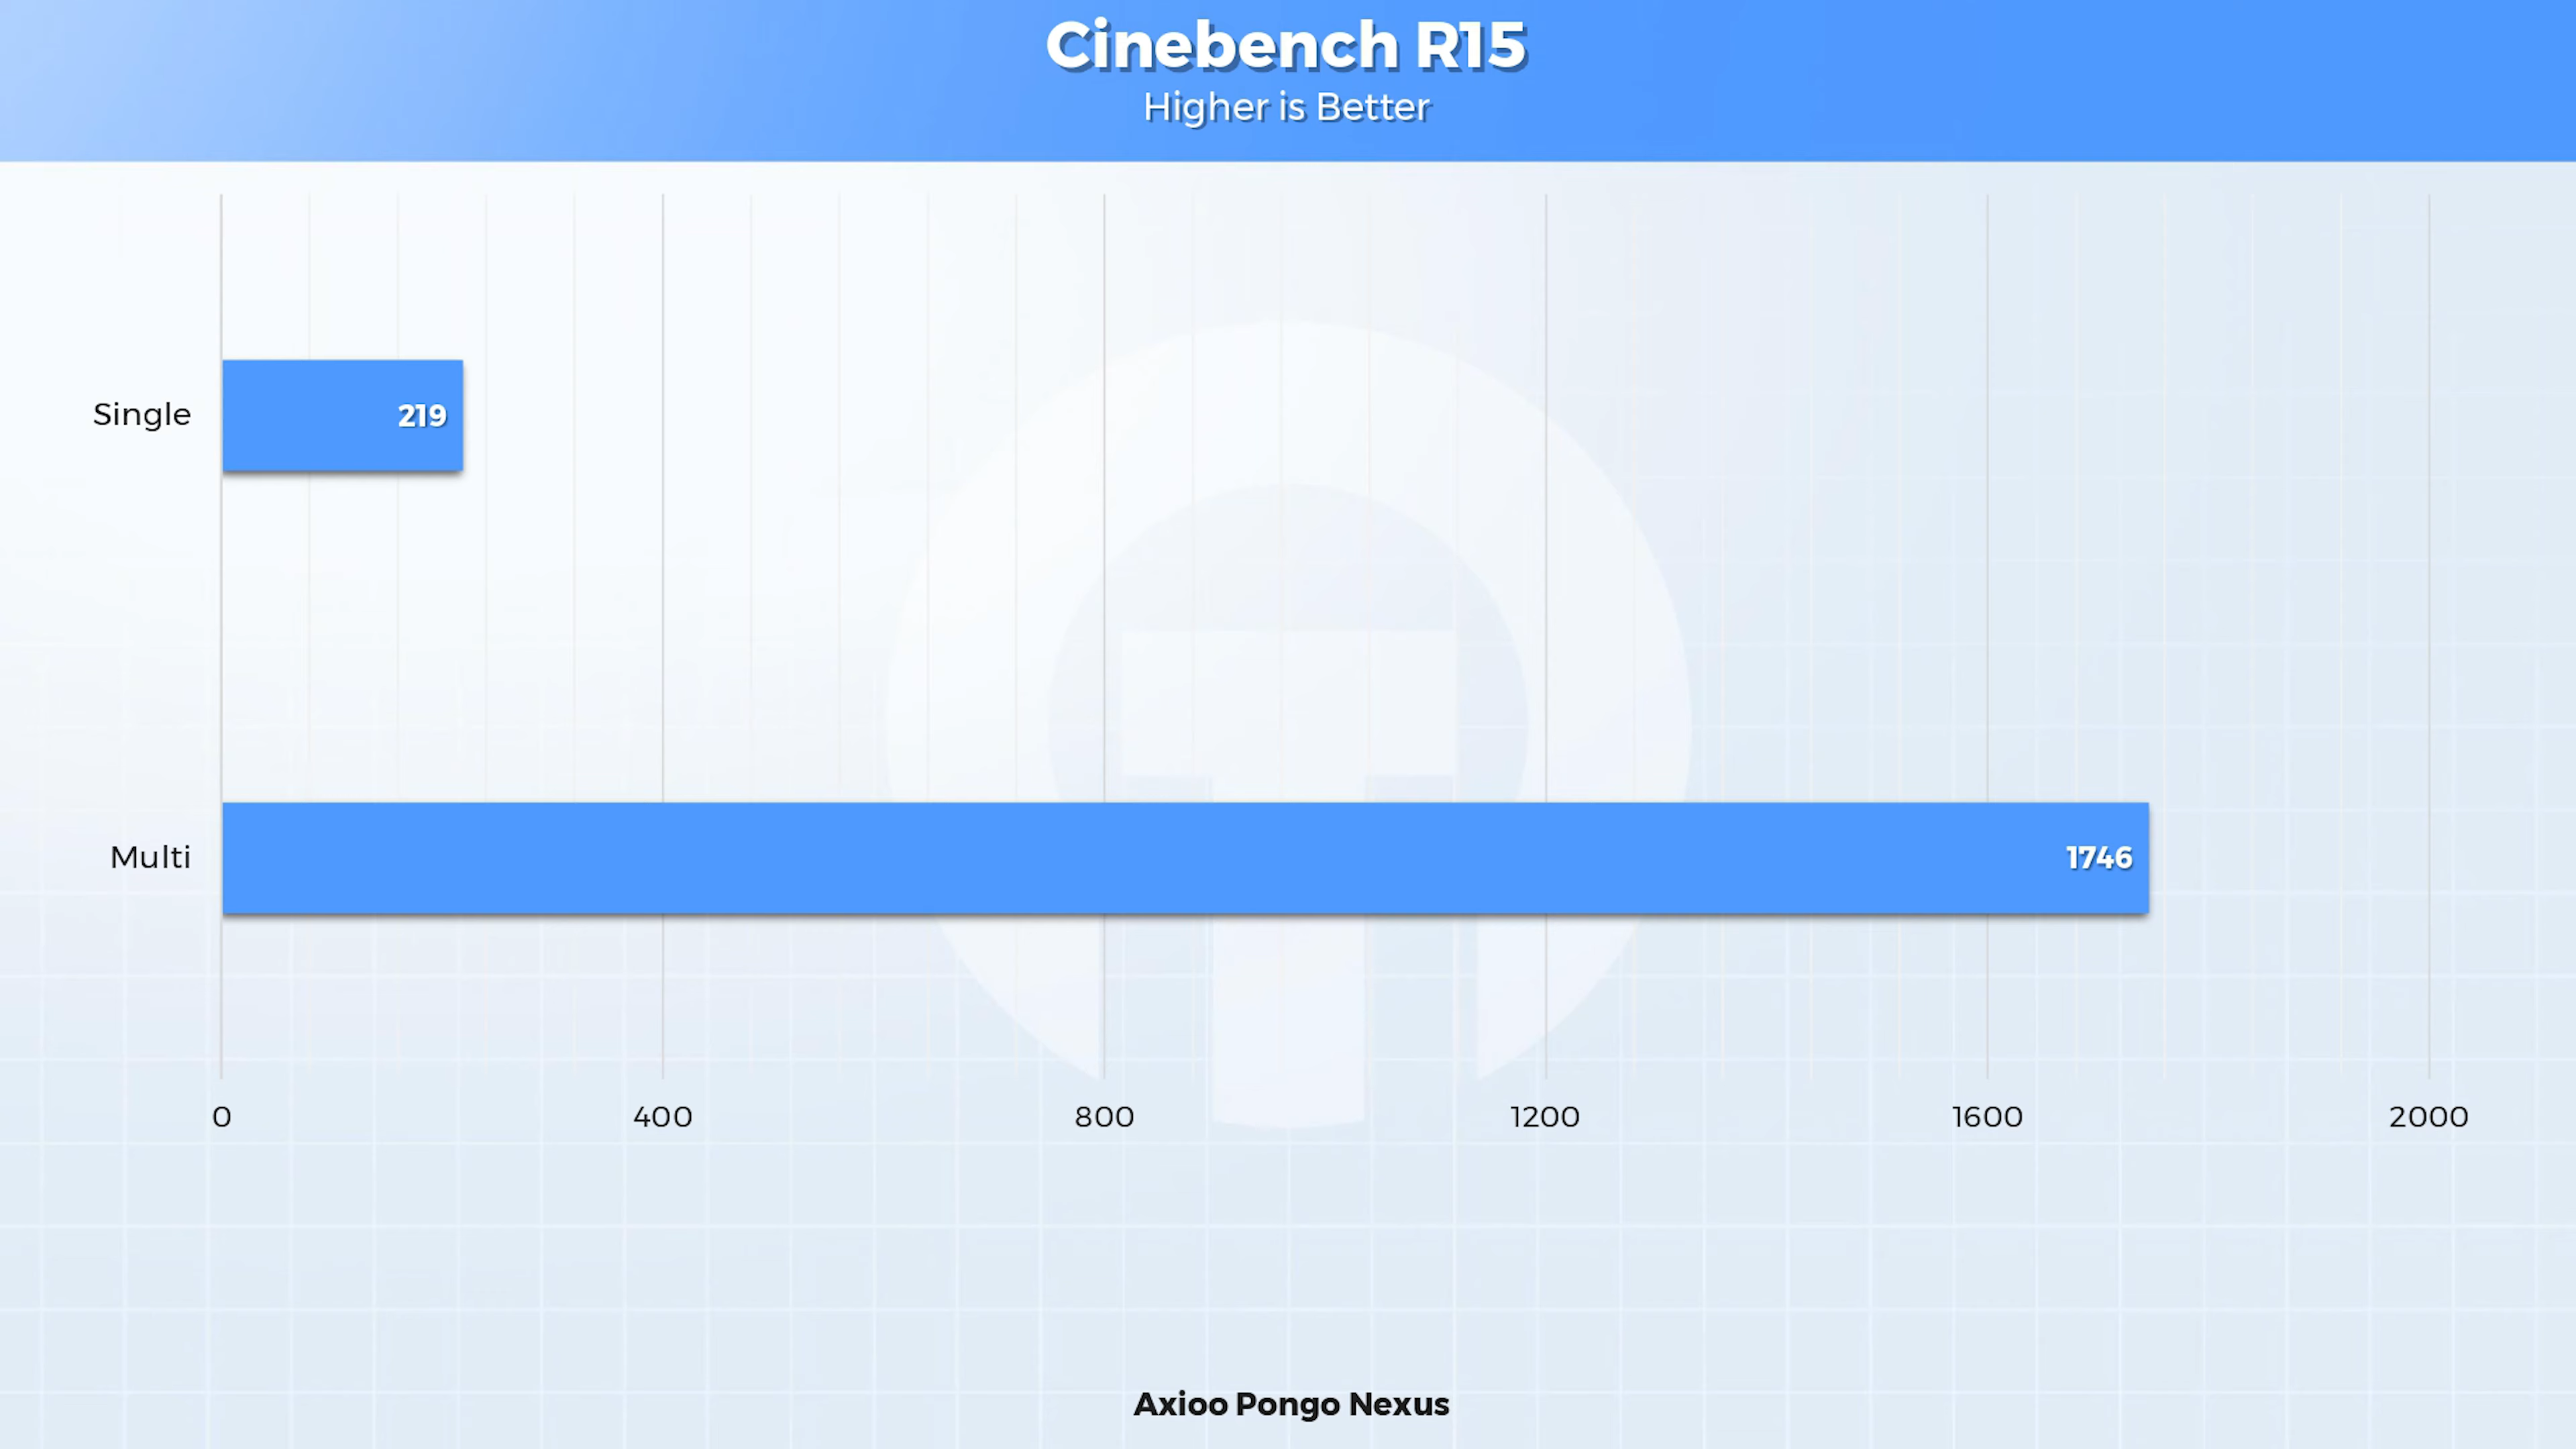 Cinebench R15
Higher is Better
Single
219
Multi
1746
0 400 800 1200 1600 2000
Axioo Pongo Nexus